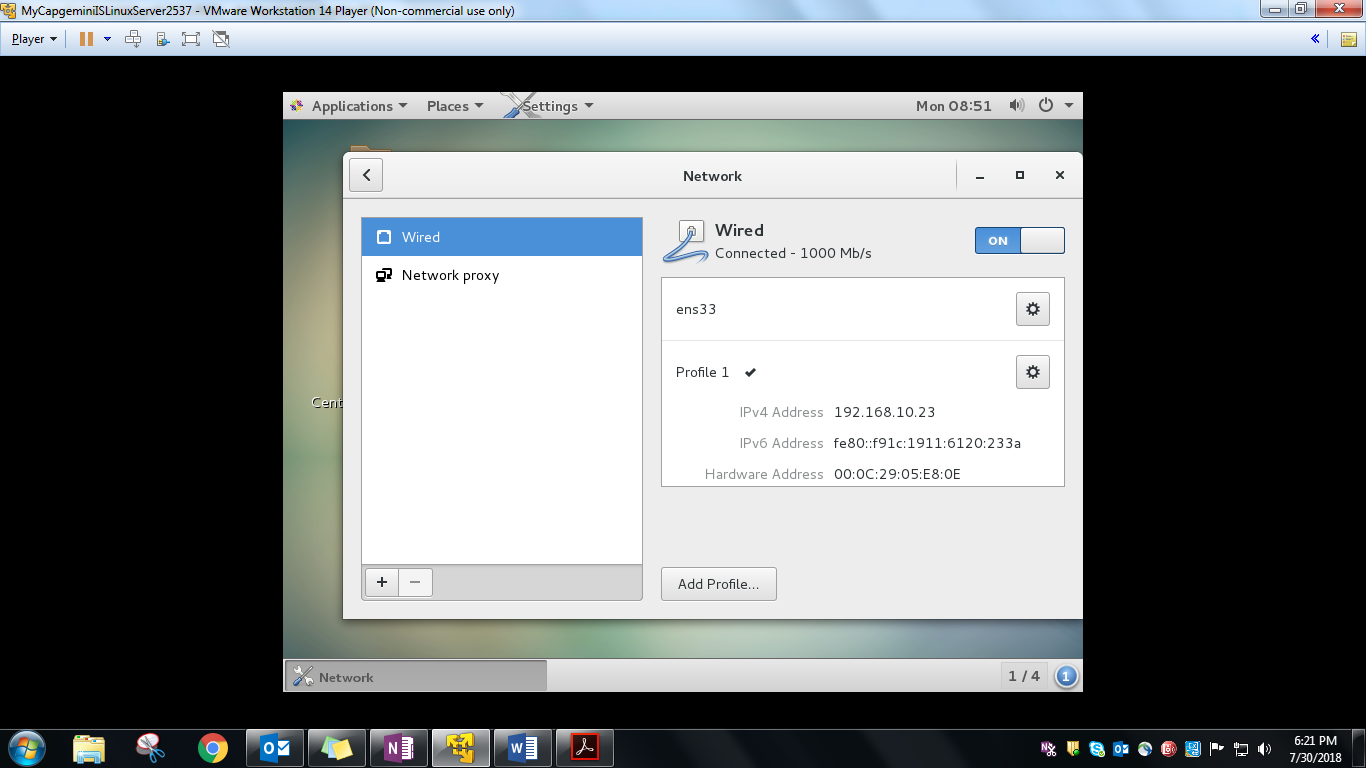 MyCapgeminiISLinuxServer2537 - VMware Workstation 14 Player (Non-commercial use only)
Player
Applications Places Settings Mon 08:51
Network
Wired
Network proxy
Wired
Connected - 1000 Mb/s
ON
ens33
Profile 1
IPv4 Address 192.168.10.23
IPv6 Address fe80::f91c:1911:6120:233a
Hardware Address 00:0C:29:05:E8:0E
Cent
Add Profile...
Network
1 / 4
1
6:21 PM
7/30/2018